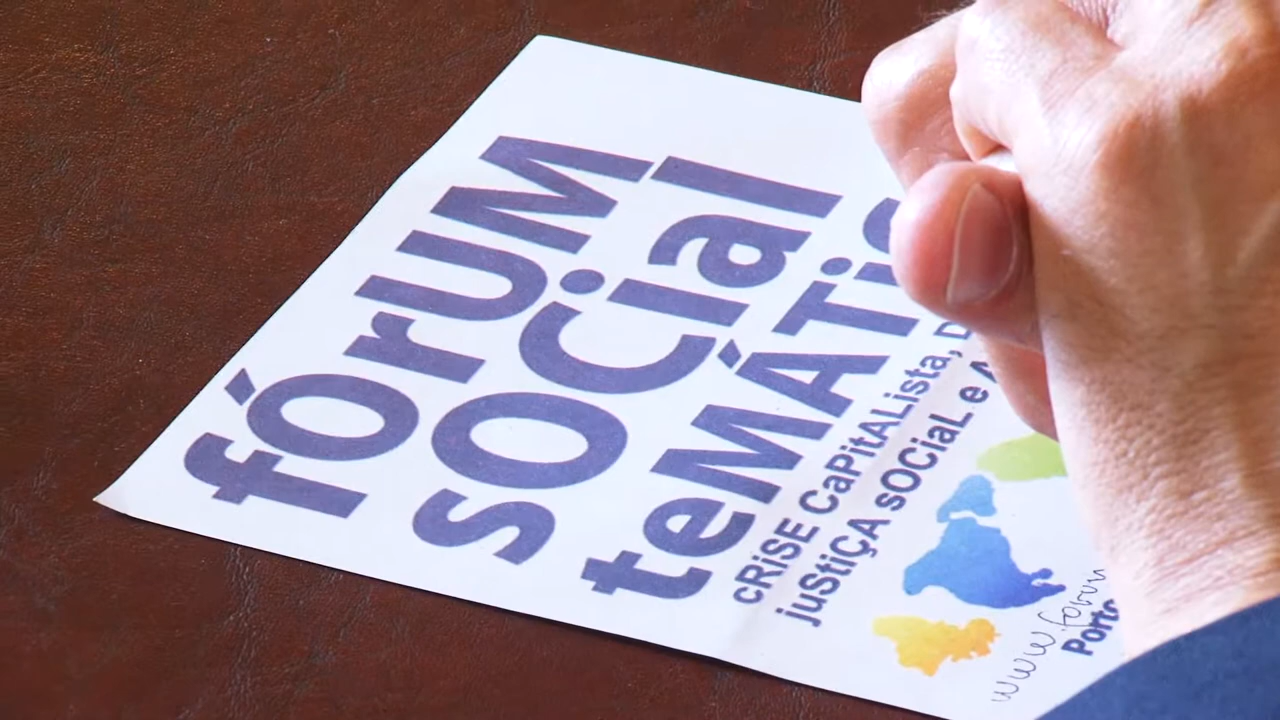 fórUM
sOCial
teMÁTic
cRiSE CaPitALista, D
juStiÇA sOCiaL e A
www.forum
Porto